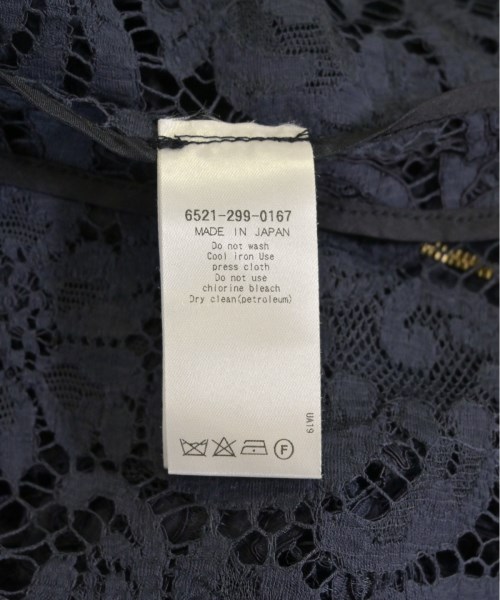 6521-299-0167
MADE IN JAPAN
Do not wash
Cool iron Use
press cloth
Do not use
chlorine bleach
Dry clean(petroleum)
UA19
F